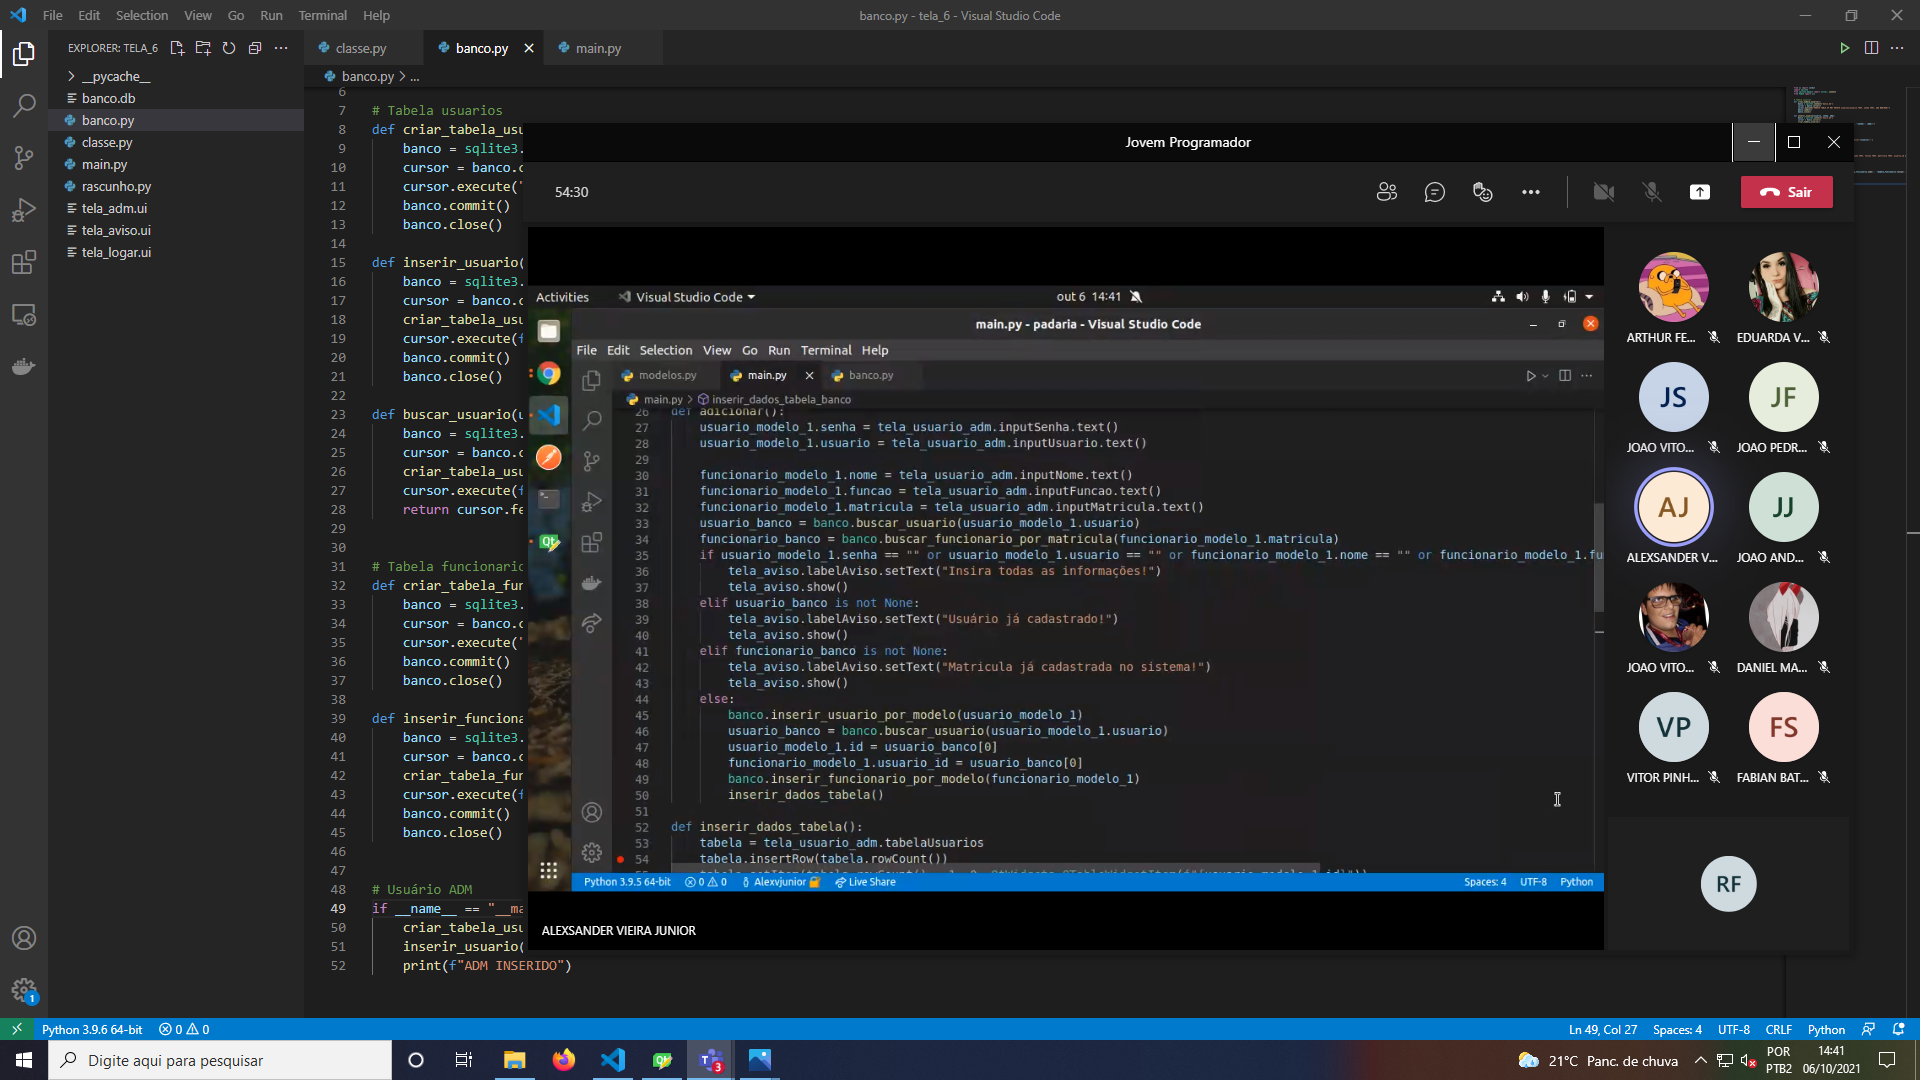 File Edit Selection View Go Run Terminal Help
banco.py - tela_6 - Visual Studio Code
EXPLORER: TELA_6
classe.py
banco.py
main.py
banco.py > ...
__pycache__
banco.db
banco.py
classe.py
main.py
rascunho.py
tela_adm.ui
tela_aviso.ui
tela_logar.ui
6
7 # Tabela usuarios
8 def criar_tabela_usu
9 banco = sqlite3.
10 cursor = banco.c
11 cursor.execute("
12 banco.commit()
13 banco.close()
14
15 def inserir_usuario(
16 banco = sqlite3.
17 cursor = banco.c
18 criar_tabela_usu
19 cursor.execute(f
20 banco.commit()
21 banco.close()
22
23 def buscar_usuario(u
24 banco = sqlite3.
25 cursor = banco.c
26 criar_tabela_usu
27 cursor.execute(f
28 return cursor.fe
29
30
31 # Tabela funcionario
32 def criar_tabela_fun
33 banco = sqlite3.
34 cursor = banco.c
35 cursor.execute("
36 banco.commit()
37 banco.close()
38
39 def inserir_funciona
40 banco = sqlite3.
41 cursor = banco.c
42 criar_tabela_fun
43 cursor.execute(f
44 banco.commit()
45 banco.close()
46
47
48 # Usuário ADM
49 if __name__ == "__ma
50 criar_tabela_usu
51 inserir_usuario(
52 print(f"ADM INSERIDO")
Jovem Programador
54:30
Sair
Activities
Visual Studio Code
out 6 14:41
main.py - padaria - Visual Studio Code
File Edit Selection View Go Run Terminal Help
modelos.py
main.py
banco.py
main.py > inserir_dados_tabela_banco
26 def adicionar():
27 usuario_modelo_1.senha = tela_usuario_adm.inputSenha.text()
28 usuario_modelo_1.usuario = tela_usuario_adm.inputUsuario.text()
29
30 funcionario_modelo_1.nome = tela_usuario_adm.inputNome.text()
31 funcionario_modelo_1.funcao = tela_usuario_adm.inputFuncao.text()
32 funcionario_modelo_1.matricula = tela_usuario_adm.inputMatricula.text()
33 usuario_banco = banco.buscar_usuario(usuario_modelo_1.usuario)
34 funcionario_banco = banco.buscar_funcionario_por_matricula(funcionario_modelo_1.matricula)
35 if usuario_modelo_1.senha == "" or usuario_modelo_1.usuario == "" or funcionario_modelo_1.nome == "" or funcionario_modelo_1.fu
36 tela_aviso.labelAviso.setText("Insira todas as informações!")
37 tela_aviso.show()
38 elif usuario_banco is not None:
39 tela_aviso.labelAviso.setText("Usuário já cadastrado!")
40 tela_aviso.show()
41 elif funcionario_banco is not None:
42 tela_aviso.labelAviso.setText("Matricula já cadastrada no sistema!")
43 tela_aviso.show()
44 else:
45 banco.inserir_usuario_por_modelo(usuario_modelo_1)
46 usuario_banco = banco.buscar_usuario(usuario_modelo_1.usuario)
47 usuario_modelo_1.id = usuario_banco[0]
48 funcionario_modelo_1.usuario_id = usuario_banco[0]
49 banco.inserir_funcionario_por_modelo(funcionario_modelo_1)
50 inserir_dados_tabela()
51
52 def inserir_dados_tabela():
53 tabela = tela_usuario_adm.tabelaUsuarios
54 tabela.insertRow(tabela.rowCount())
Python 3.9.5 64-bit 0 0 Alexvjunior Live Share
Spaces: 4 UTF-8 Python
ALEXSANDER VIEIRA JUNIOR
ARTHUR FE...
EDUARDA V...
JS
JF
JOAO VITO...
JOAO PEDR...
AJ
JJ
ALEXSANDER V...
JOAO AND...
JOAO VITO...
DANIEL MA...
VP
FS
VITOR PINH...
FABIAN BAT...
RF
1
Python 3.9.6 64-bit 0 0
Ln 49, Col 27 Spaces: 4 UTF-8 CRLF Python
Digite aqui para pesquisar
Qt
T
3
21°C Panc. de chuva
POR
PTB2
14:41
06/10/2021